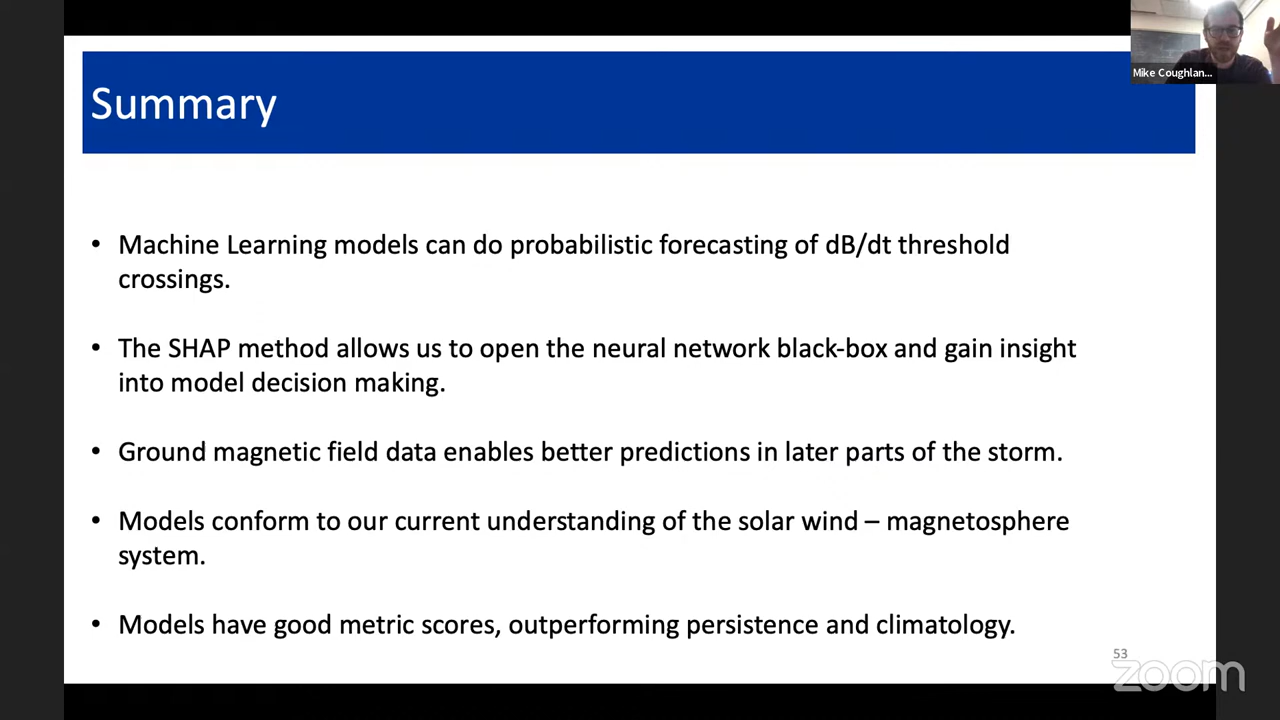 Mike Coughlan...
Summary
• Machine Learning models can do probabilistic forecasting of dB/dt threshold
crossings.
• The SHAP method allows us to open the neural network black-box and gain insight
into model decision making.
• Ground magnetic field data enables better predictions in later parts of the storm.
• Models conform to our current understanding of the solar wind – magnetosphere
system.
• Models have good metric scores, outperforming persistence and climatology.
53
zoom